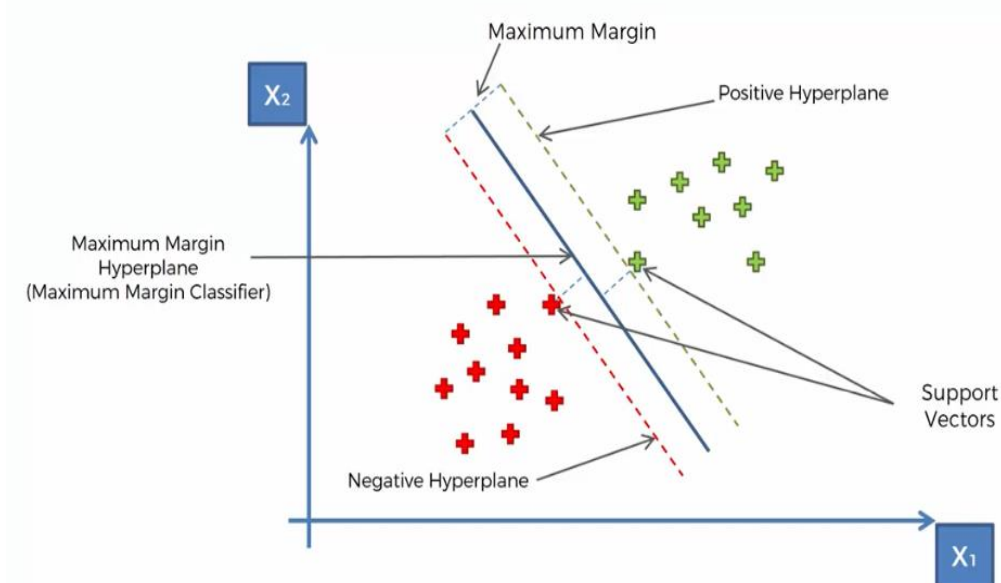 Maximum Margin
X₂
Positive Hyperplane
Maximum Margin
Hyperplane
(Maximum Margin Classifier)
Support
Vectors
Negative Hyperplane
X₁